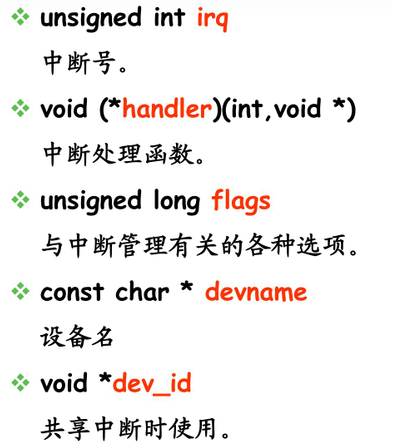 unsigned int irq
中断号。
void (*handler)(int,void *)
中断处理函数。
unsigned long flags
与中断管理有关的各种选项。
const char * devname
设备名
void *dev_id
共享中断时使用。